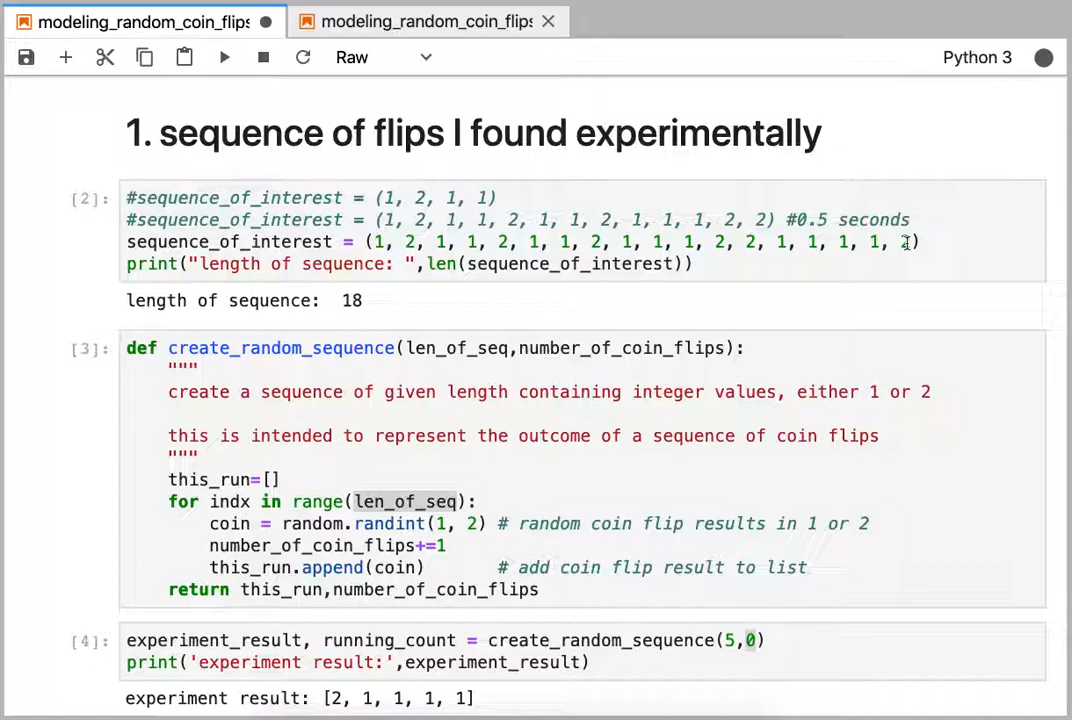 modeling_random_coin_flips
modeling_random_coin_flips
Raw
Python 3
1. sequence of flips I found experimentally
[2]:
#sequence_of_interest = (1, 2, 1, 1)
#sequence_of_interest = (1, 2, 1, 1, 2, 1, 1, 2, 1, 1, 1, 2, 2) #0.5 seconds
sequence_of_interest = (1, 2, 1, 1, 2, 1, 1, 2, 1, 1, 1, 2, 2, 1, 1, 1, 1, 2)
print("length of sequence: ",len(sequence_of_interest))
length of sequence:  18
[3]:
def create_random_sequence(len_of_seq,number_of_coin_flips):
    """
    create a sequence of given length containing integer values, either 1 or 2
    this is intended to represent the outcome of a sequence of coin flips
    """
    this_run=[]
    for indx in range(len_of_seq):
        coin = random.randint(1, 2) # random coin flip results in 1 or 2
        number_of_coin_flips+=1
        this_run.append(coin)       # add coin flip result to list
    return this_run,number_of_coin_flips
[4]:
experiment_result, running_count = create_random_sequence(5,0)
print('experiment result:',experiment_result)
experiment result: [2, 1, 1, 1, 1]